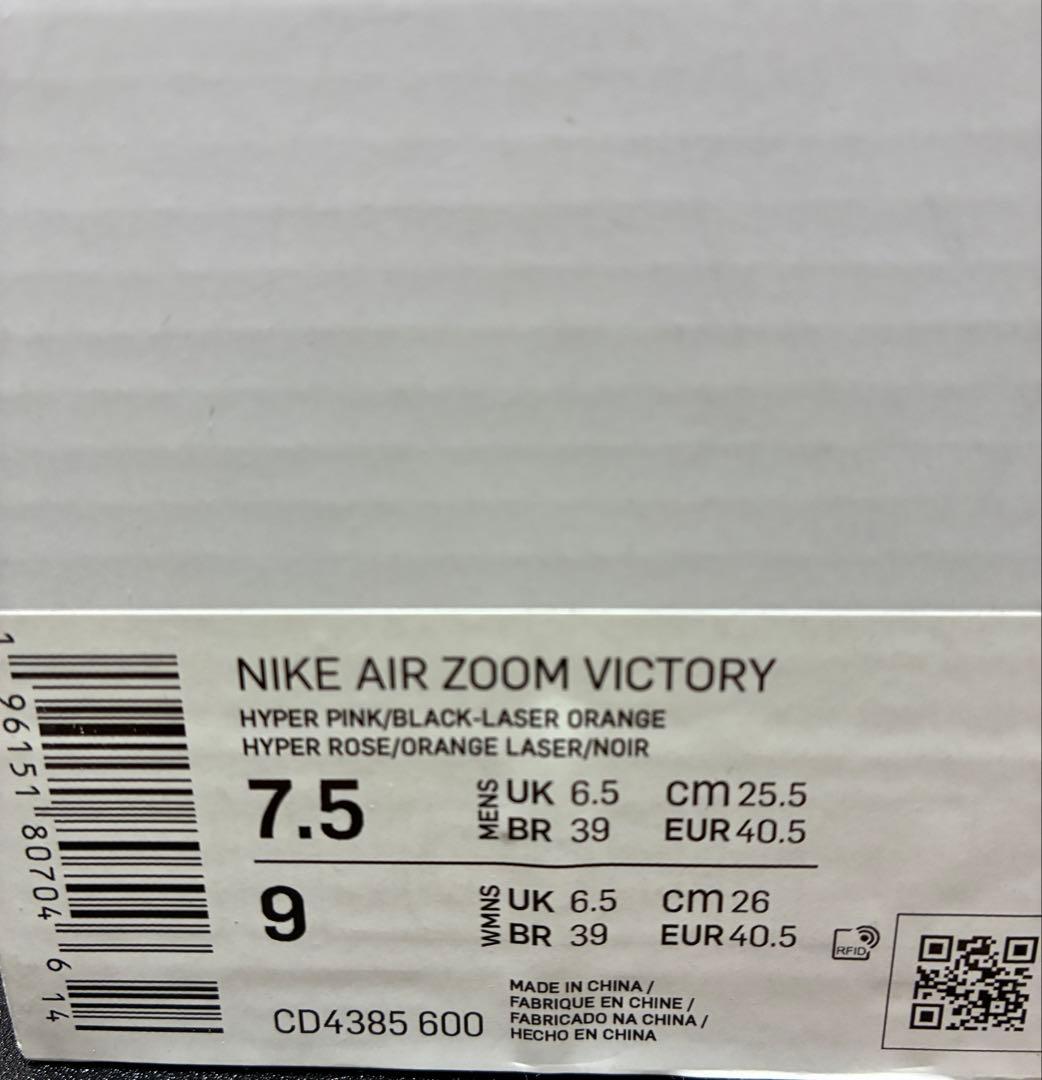 NIKE AIR ZOOM VICTORY
HYPER PINK/BLACK-LASER ORANGE
HYPER ROSE/ORANGE LASER/NOIR
7.5 MENS UK 6.5 CM 25.5
BR 39 EUR 40.5
9 WMNS UK 6.5 CM 26
BR 39 EUR 40.5
RFID
CD4385 600
MADE IN CHINA /
FABRIQUE EN CHINE /
FABRICADO NA CHINA /
HECHO EN CHINA
1 96151 80704 6 14